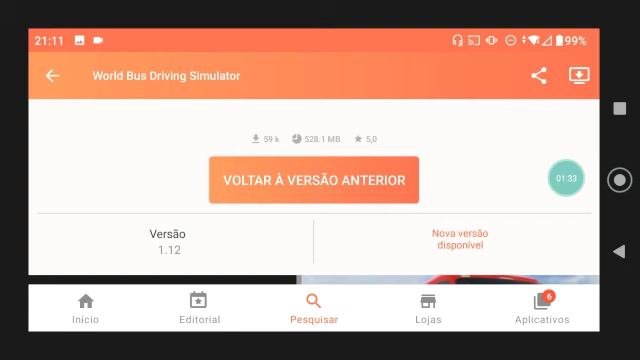 21:11
99%
World Bus Driving Simulator
59 k 528.1 MB 5,0
VOLTAR À VERSÃO ANTERIOR
01:33
Versão
1.12
Nova versão
disponível
6
Início Editorial Pesquisar Lojas Aplicativos